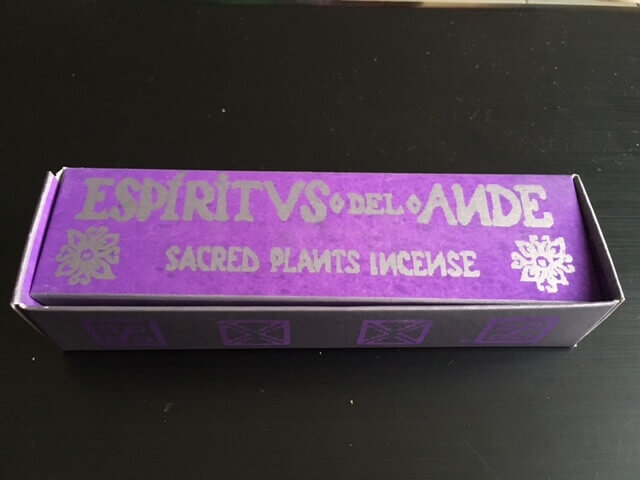 ESPÍRITVS◇DEL◇ANDE
SACRED PLANTS INCENSE